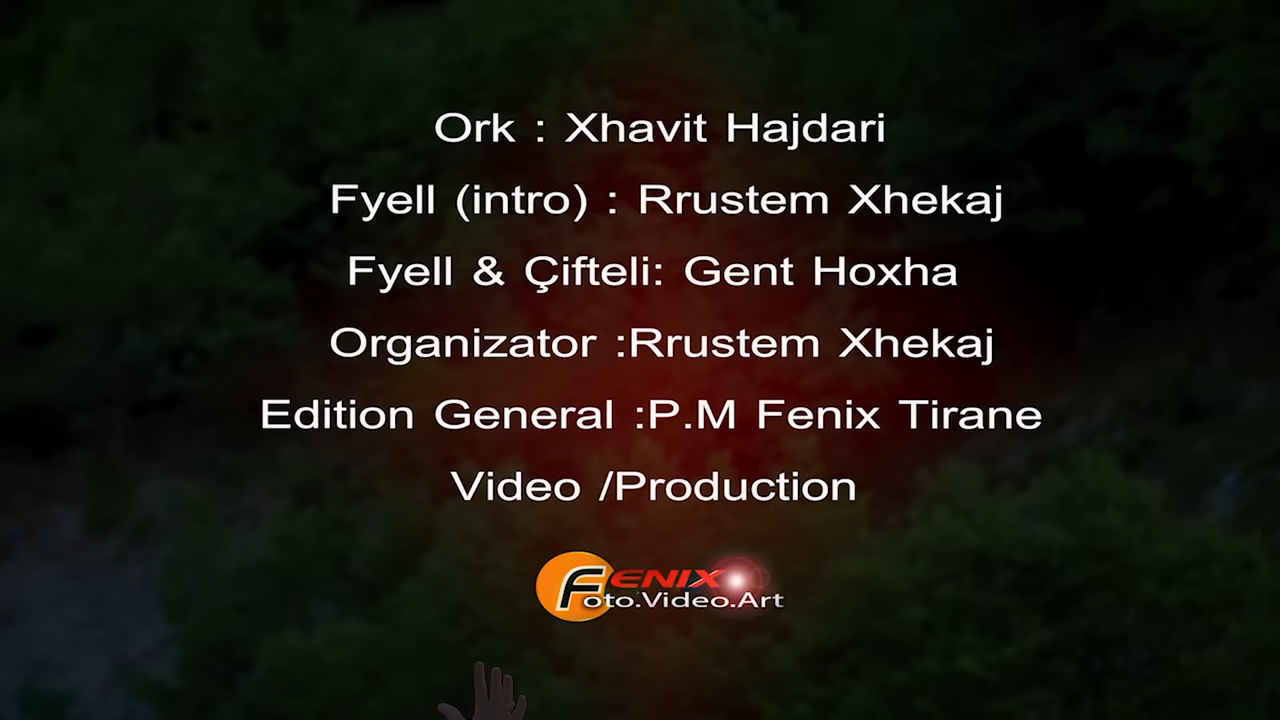 Ork : Xhavit Hajdari
Fyell (intro) : Rrustem Xhekaj
Fyell & Çifteli: Gent Hoxha
Organizator :Rrustem Xhekaj
Edition General :P.M Fenix Tirane
Video /Production
FENIX
Foto.Video.Art